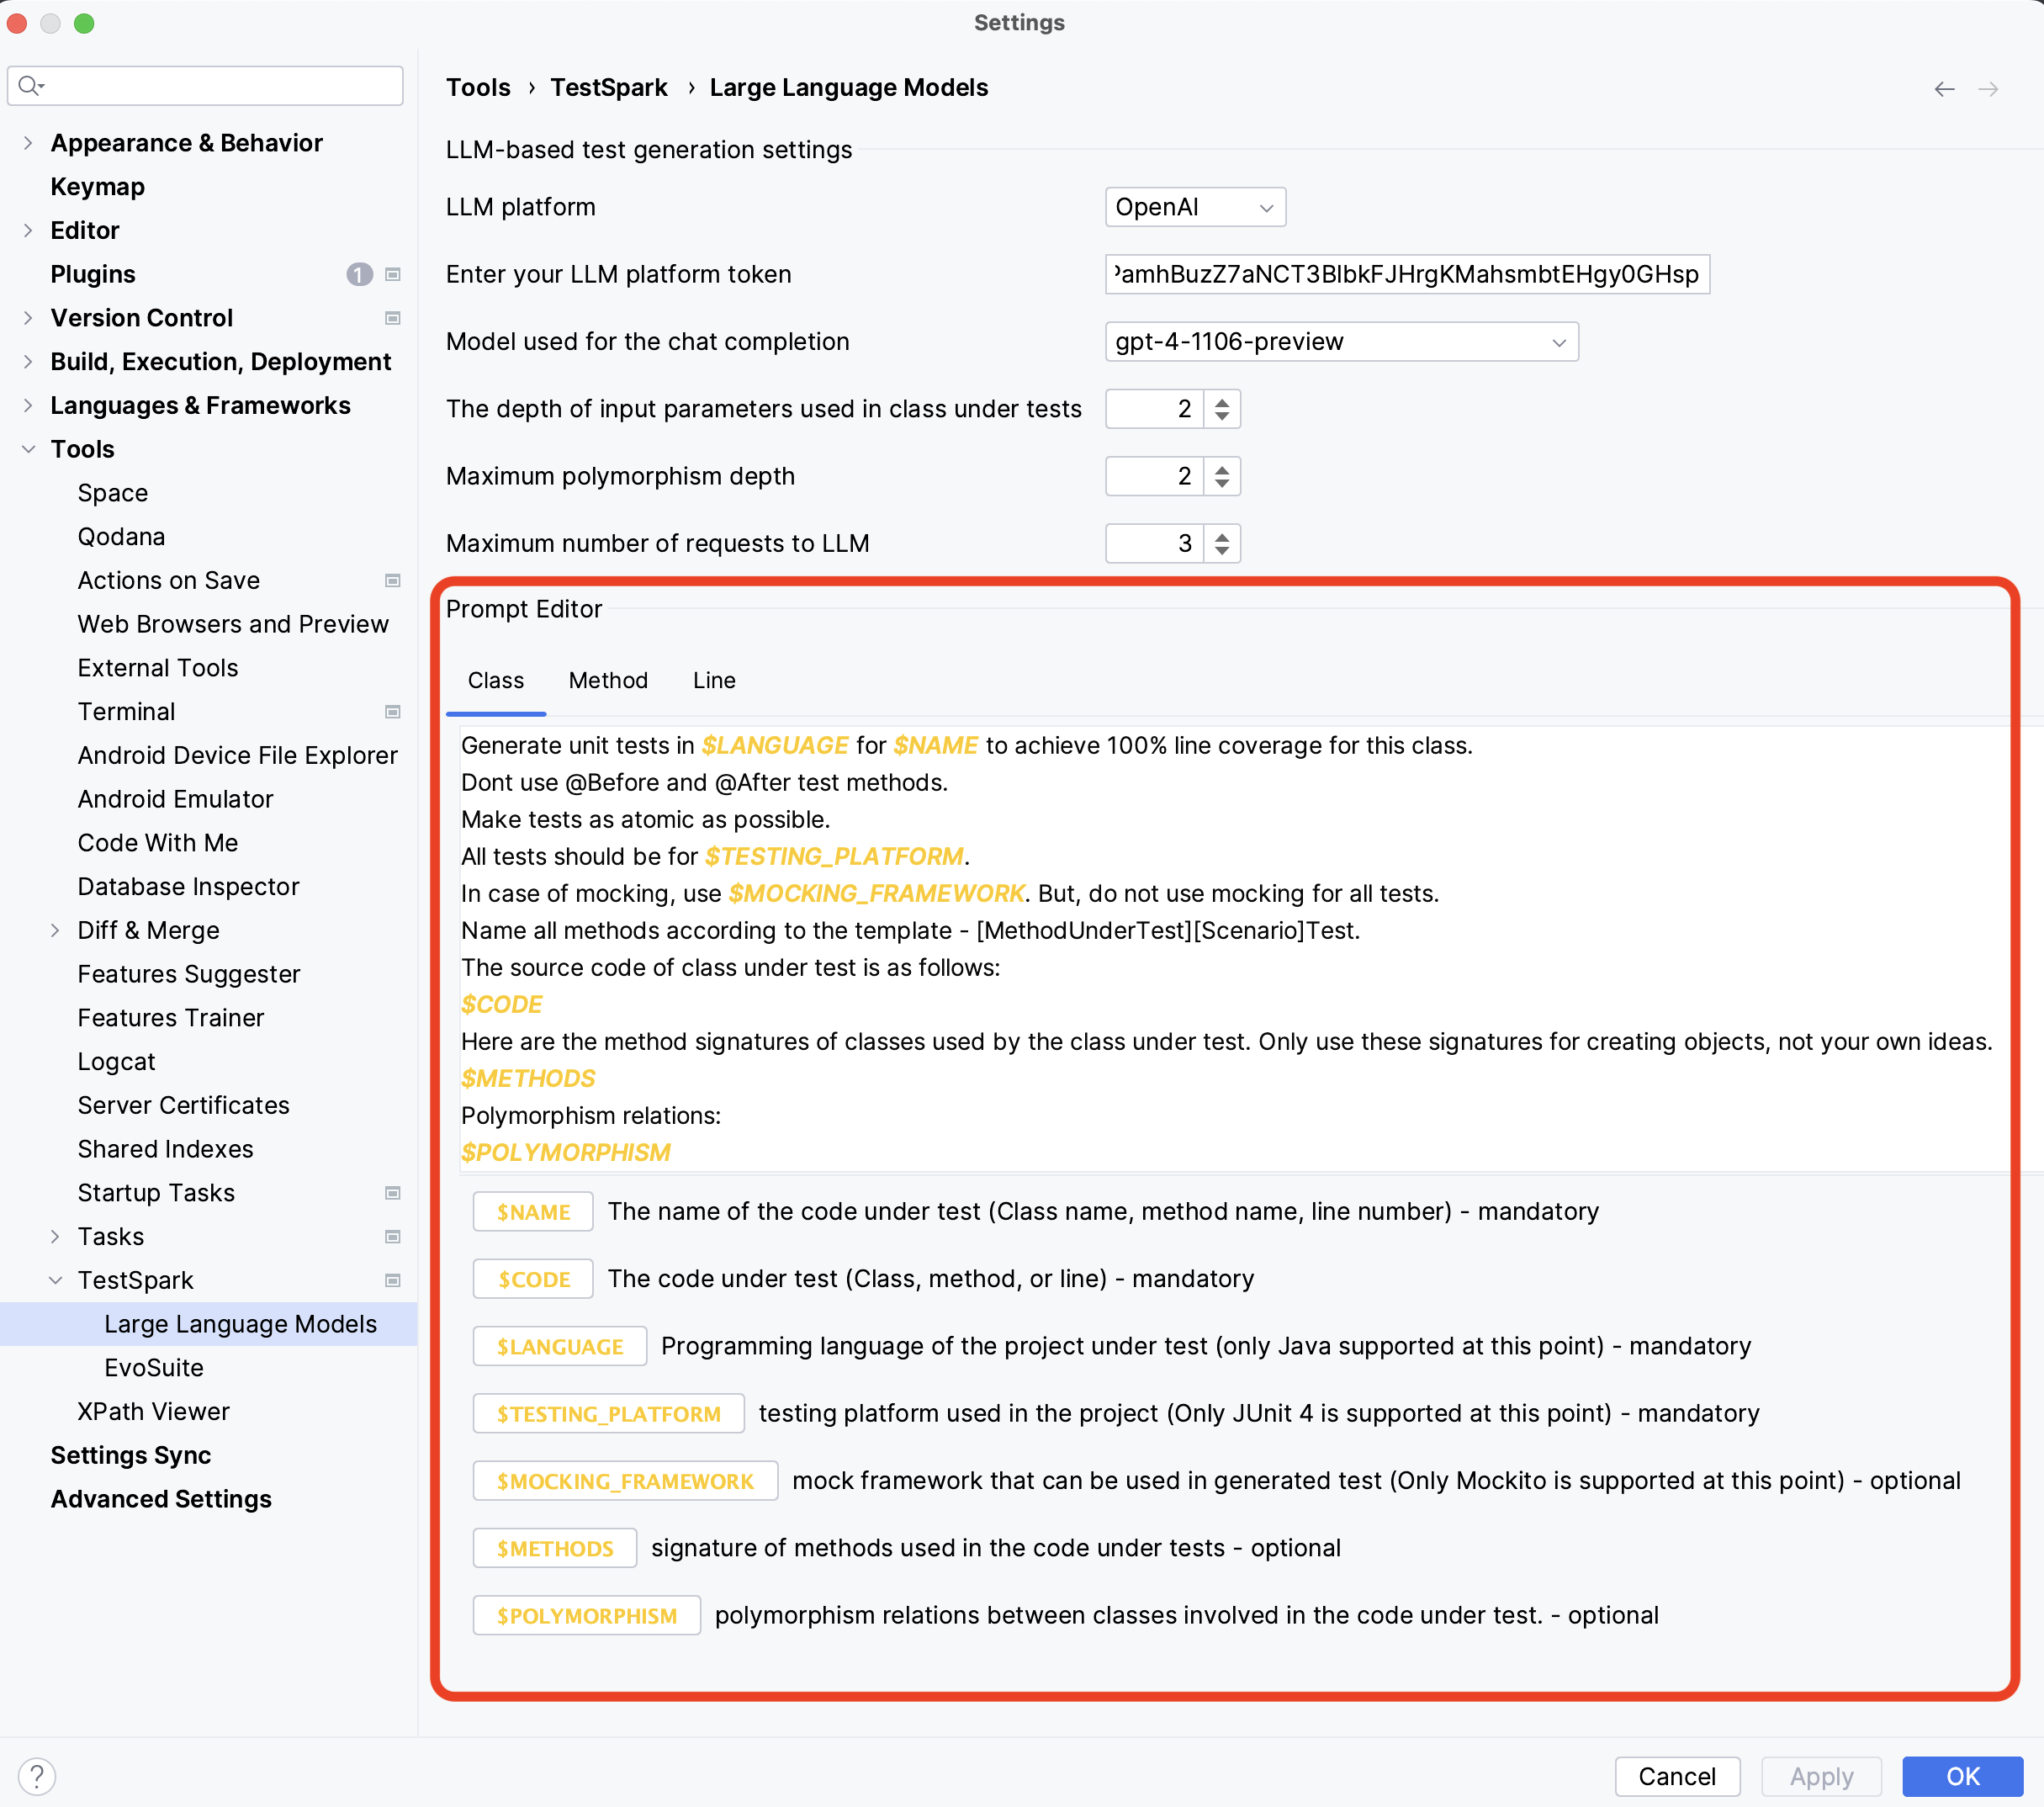 Settings
Tools › TestSpark › Large Language Models
Appearance & Behavior
Keymap
Editor
Plugins 1
Version Control
Build, Execution, Deployment
Languages & Frameworks
Tools
Space
Qodana
Actions on Save
Web Browsers and Preview
External Tools
Terminal
Android Device File Explorer
Android Emulator
Code With Me
Database Inspector
Diff & Merge
Features Suggester
Features Trainer
Logcat
Server Certificates
Shared Indexes
Startup Tasks
Tasks
TestSpark
Large Language Models
EvoSuite
XPath Viewer
Settings Sync
Advanced Settings
LLM-based test generation settings
LLM platform OpenAI
Enter your LLM platform token PamhBuzZ7aNCT3BlbkFJHrgKMahsmbtEHgy0GHsp
Model used for the chat completion gpt-4-1106-preview
The depth of input parameters used in class under tests 2
Maximum polymorphism depth 2
Maximum number of requests to LLM 3
Prompt Editor
Class Method Line
Generate unit tests in $LANGUAGE for $NAME to achieve 100% line coverage for this class.
Dont use @Before and @After test methods.
Make tests as atomic as possible.
All tests should be for $TESTING_PLATFORM.
In case of mocking, use $MOCKING_FRAMEWORK. But, do not use mocking for all tests.
Name all methods according to the template - [MethodUnderTest][Scenario]Test.
The source code of class under test is as follows:
$CODE
Here are the method signatures of classes used by the class under test. Only use these signatures for creating objects, not your own ideas.
$METHODS
Polymorphism relations:
$POLYMORPHISM
$NAME The name of the code under test (Class name, method name, line number) - mandatory
$CODE The code under test (Class, method, or line) - mandatory
$LANGUAGE Programming language of the project under test (only Java supported at this point) - mandatory
$TESTING_PLATFORM testing platform used in the project (Only JUnit 4 is supported at this point) - mandatory
$MOCKING_FRAMEWORK mock framework that can be used in generated test (Only Mockito is supported at this point) - optional
$METHODS signature of methods used in the code under tests - optional
$POLYMORPHISM polymorphism relations between classes involved in the code under test. - optional
? Cancel Apply OK